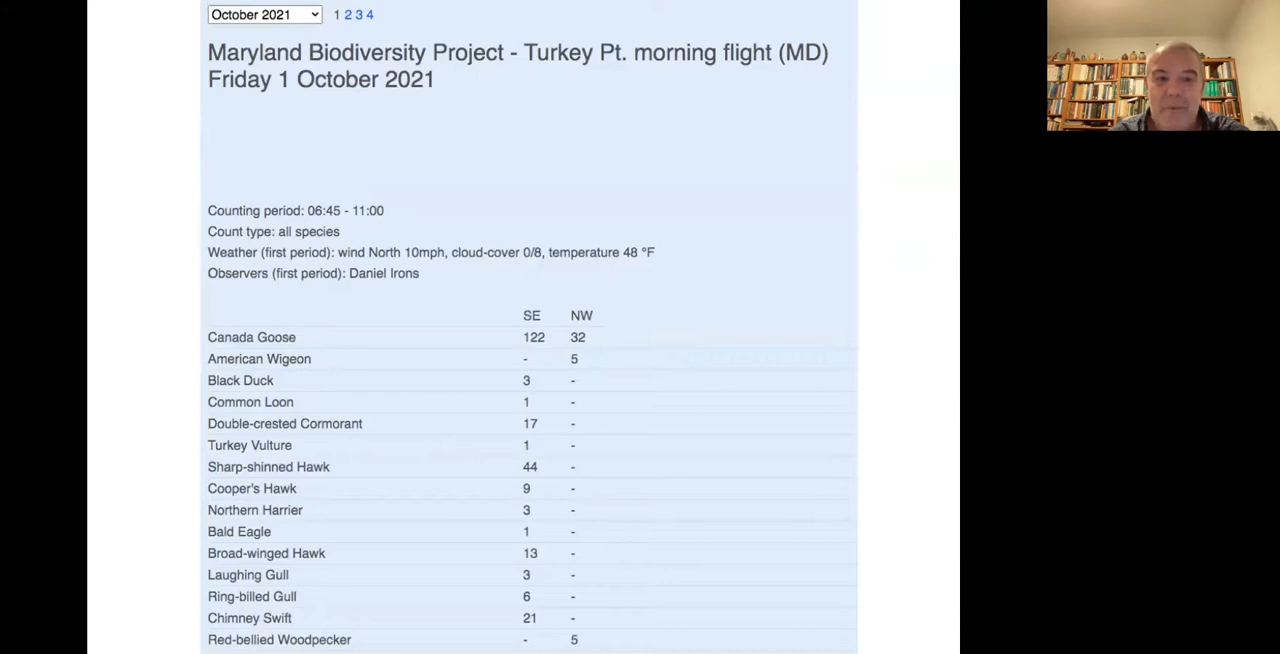 October 2021 1 2 3 4
Maryland Biodiversity Project - Turkey Pt. morning flight (MD)
Friday 1 October 2021
Counting period: 06:45 - 11:00
Count type: all species
Weather (first period): wind North 10mph, cloud-cover 0/8, temperature 48 °F
Observers (first period): Daniel Irons
SE NW
Canada Goose 122 32
American Wigeon - 5
Black Duck 3 -
Common Loon 1 -
Double-crested Cormorant 17 -
Turkey Vulture 1 -
Sharp-shinned Hawk 44 -
Cooper's Hawk 9 -
Northern Harrier 3 -
Bald Eagle 1 -
Broad-winged Hawk 13 -
Laughing Gull 3 -
Ring-billed Gull 6 -
Chimney Swift 21 -
Red-bellied Woodpecker - 5